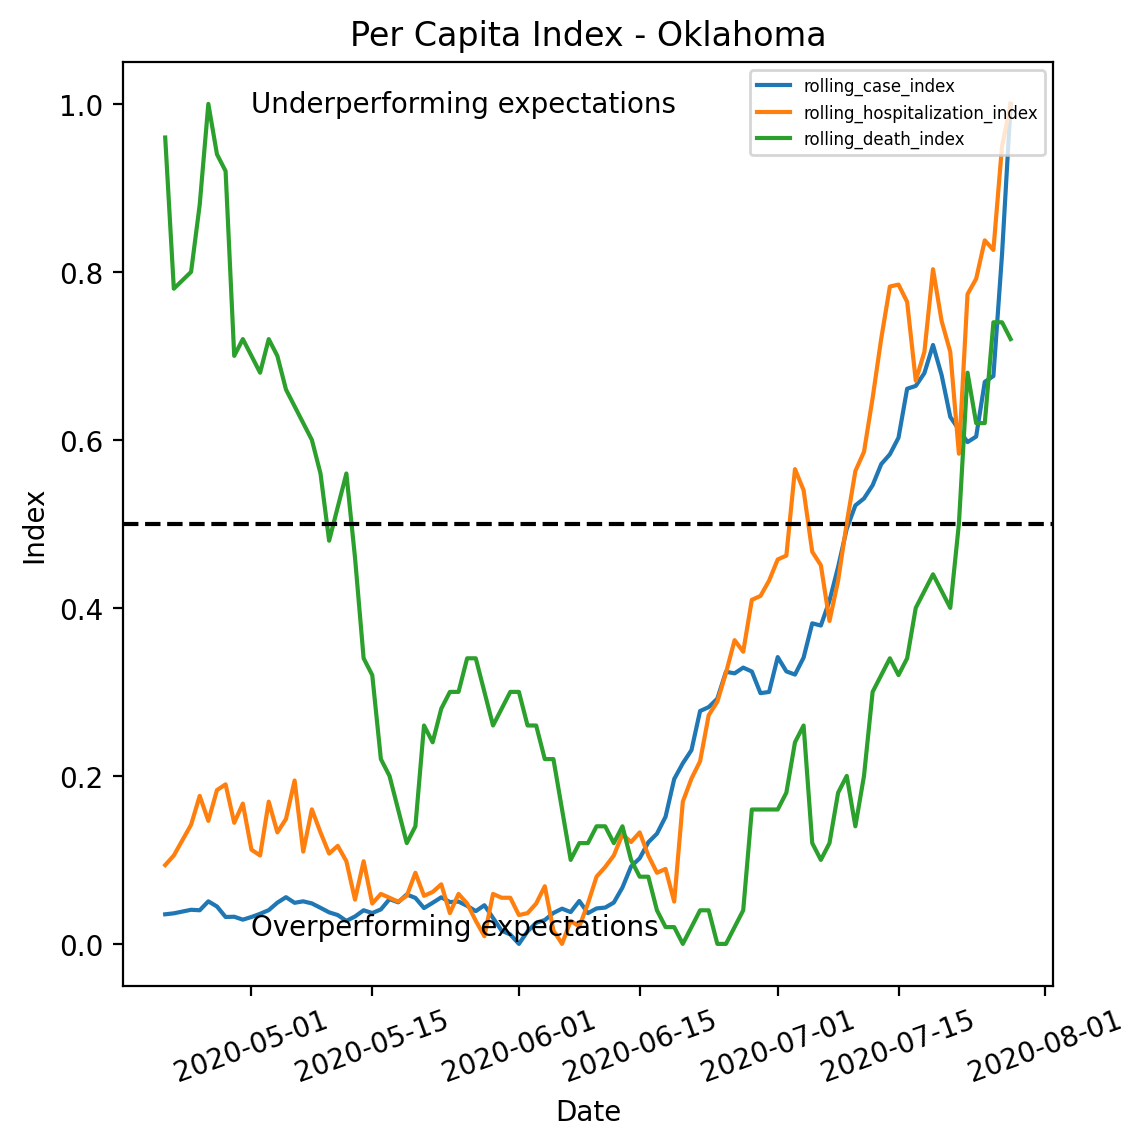 Per Capita Index - Oklahoma
Underperforming expectations
rolling_case_index
rolling_hospitalization_index
rolling_death_index
1.0
0.8
0.6
0.4
0.2
0.0
Index
Overperforming expectations
2020-05-01
2020-05-15
2020-06-01
2020-06-15
2020-07-01
2020-07-15
2020-08-01
Date